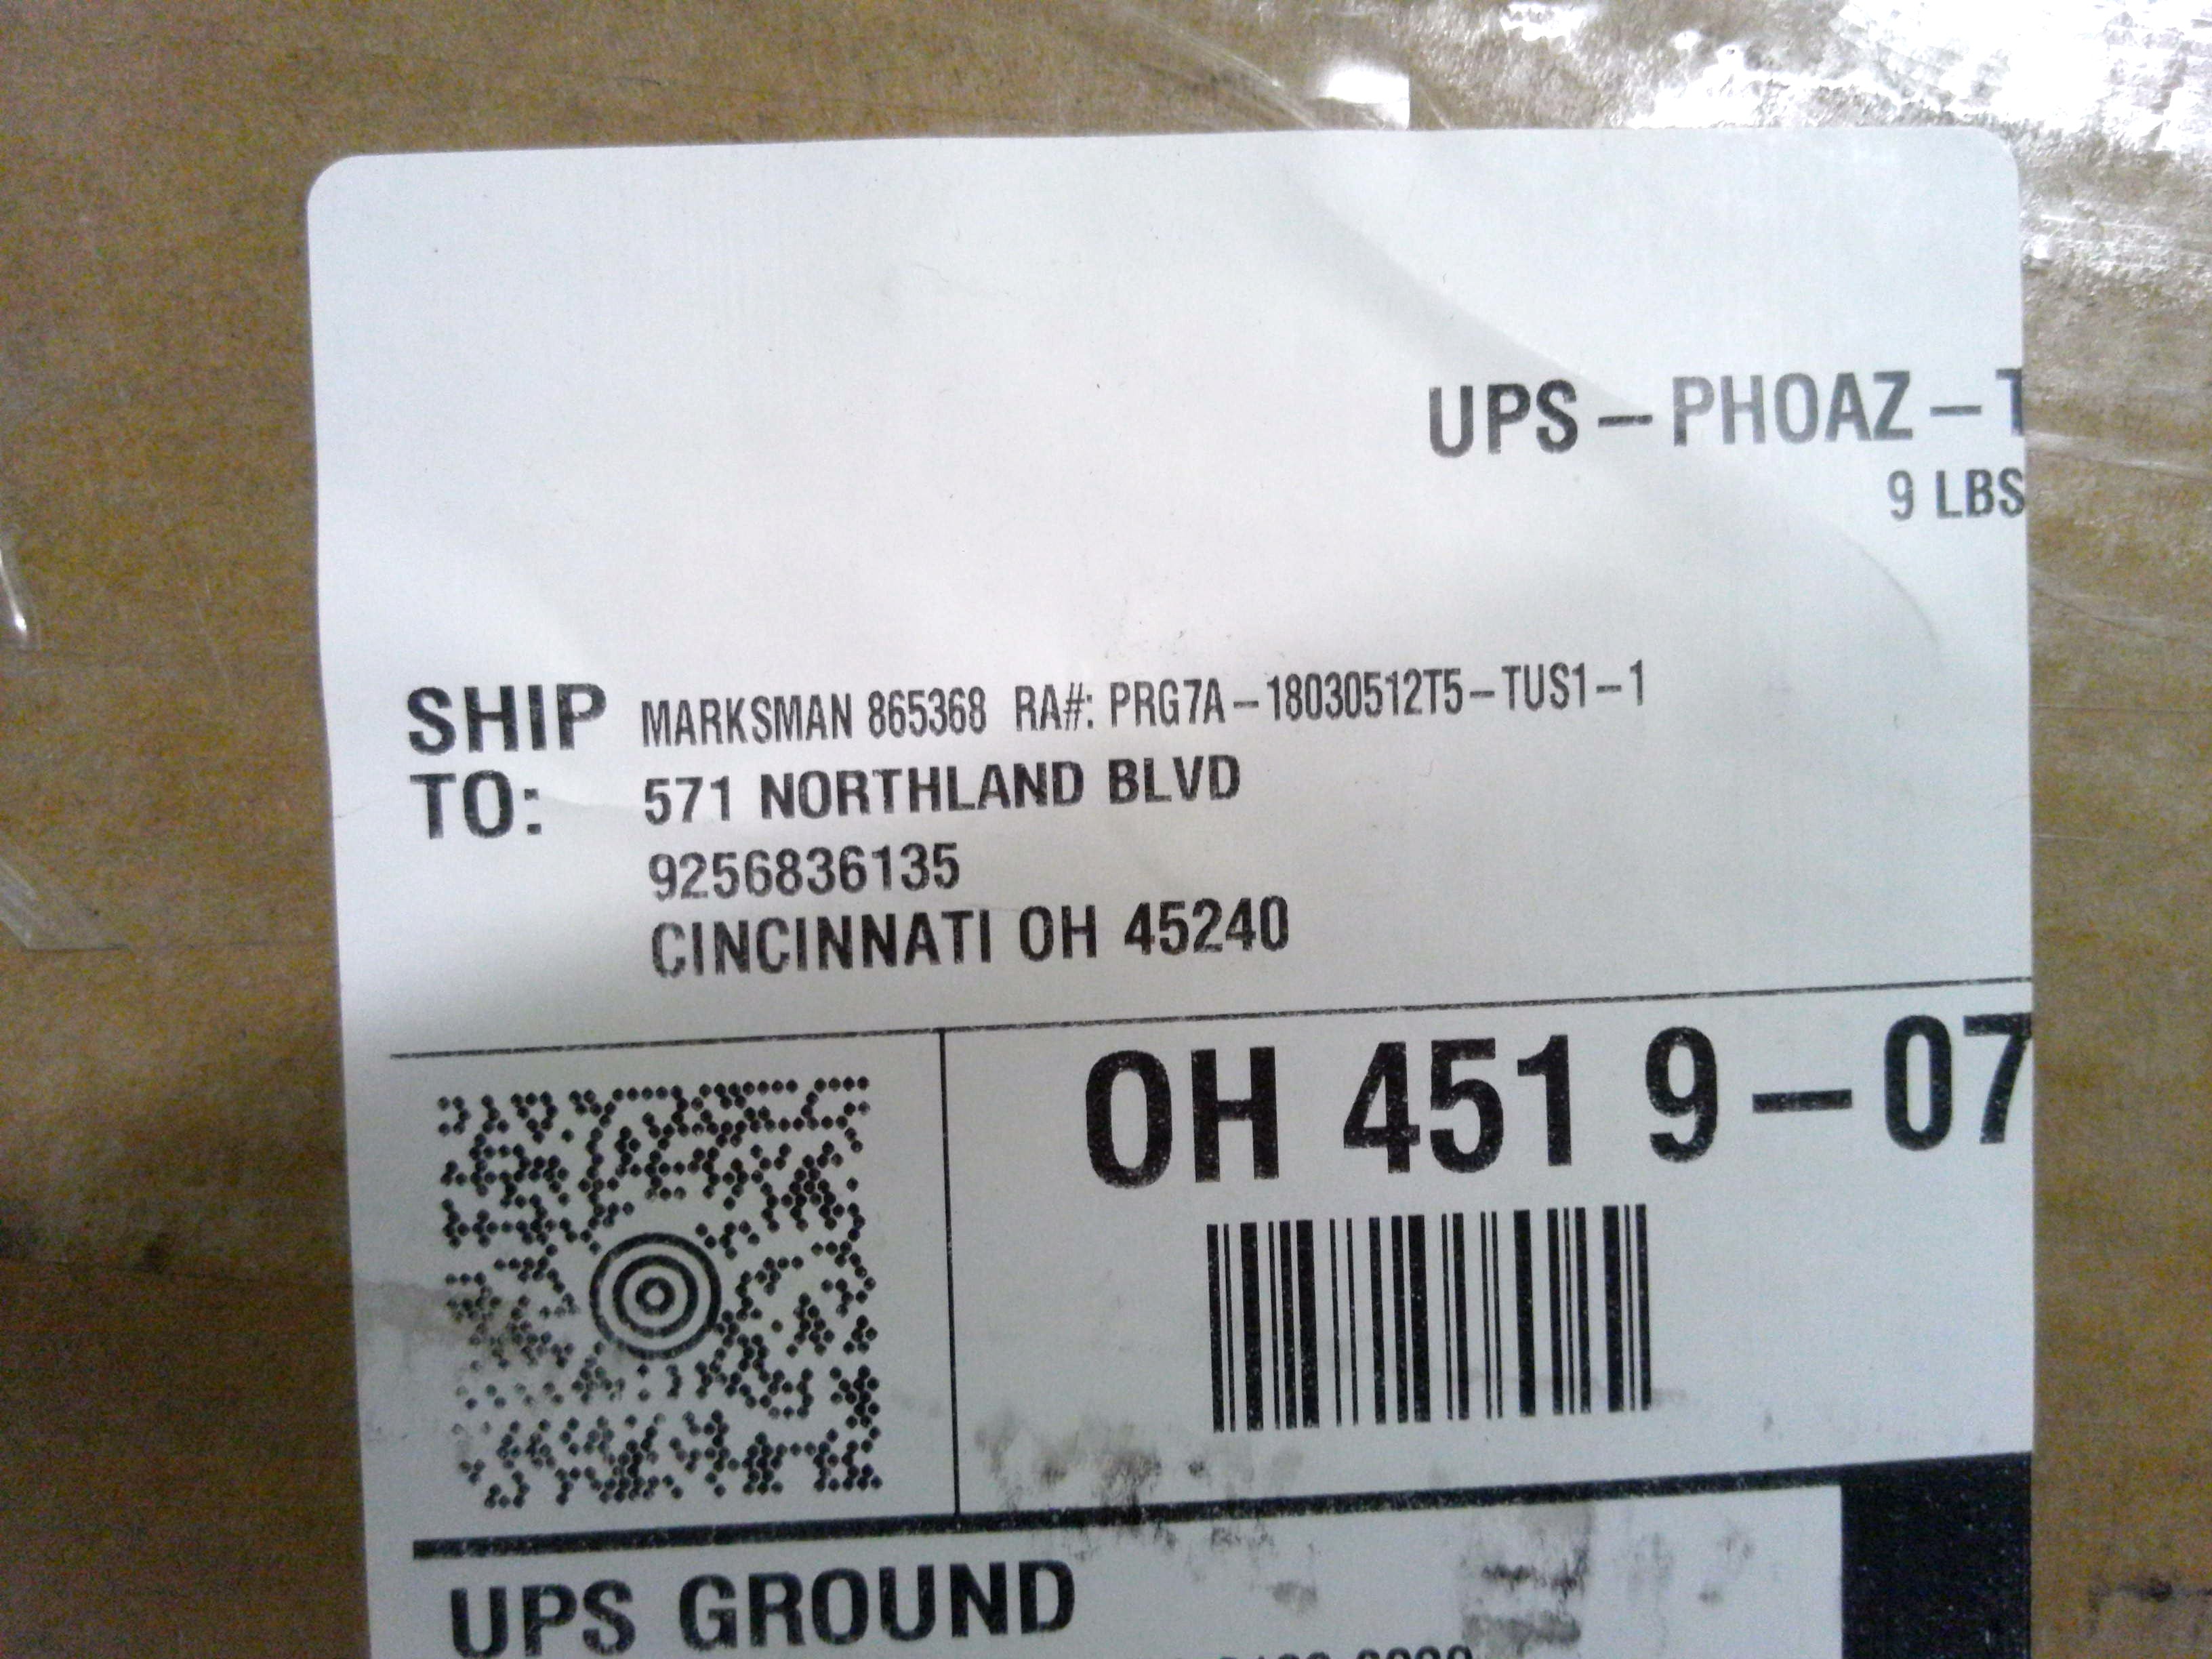 UPS – PHOAZ – T
9 LBS
SHIP TO:
MARKSMAN 865368 RA#: PRG7A – 18030512T5 – TUS1 – 1
571 NORTHLAND BLVD
9256836135
CINCINNATI OH 45240
OH 451 9 – 07
UPS GROUND